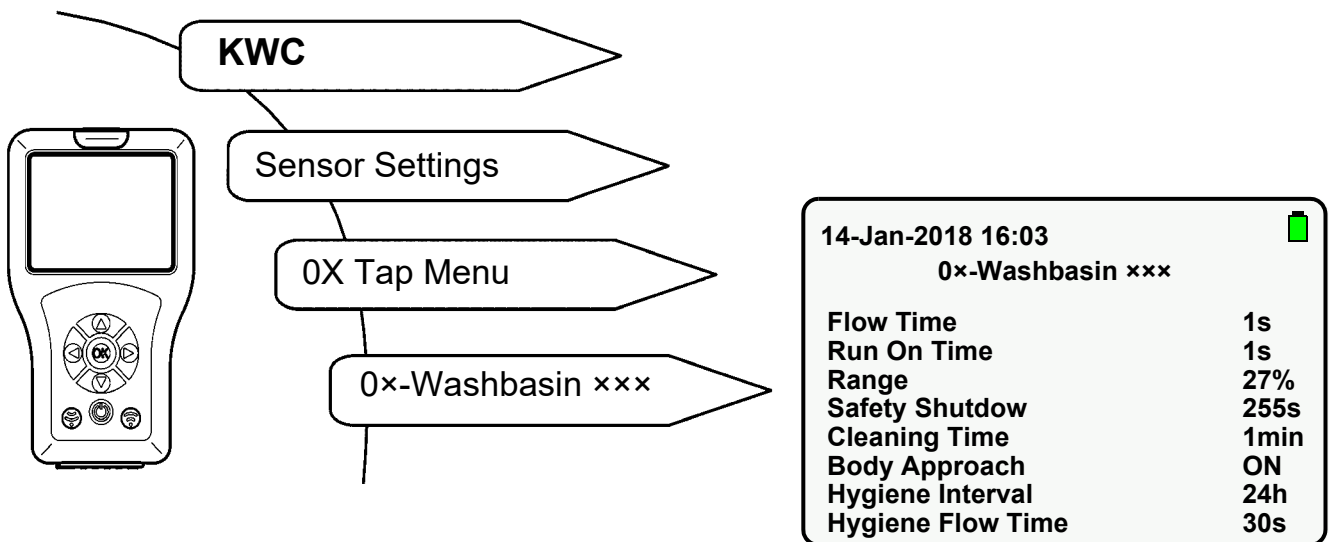 KWC
Sensor Settings
0X Tap Menu
0×-Washbasin ×××
OK
14-Jan-2018 16:03
0×-Washbasin ×××
Flow Time 1s
Run On Time 1s
Range 27%
Safety Shutdow 255s
Cleaning Time 1min
Body Approach ON
Hygiene Interval 24h
Hygiene Flow Time 30s